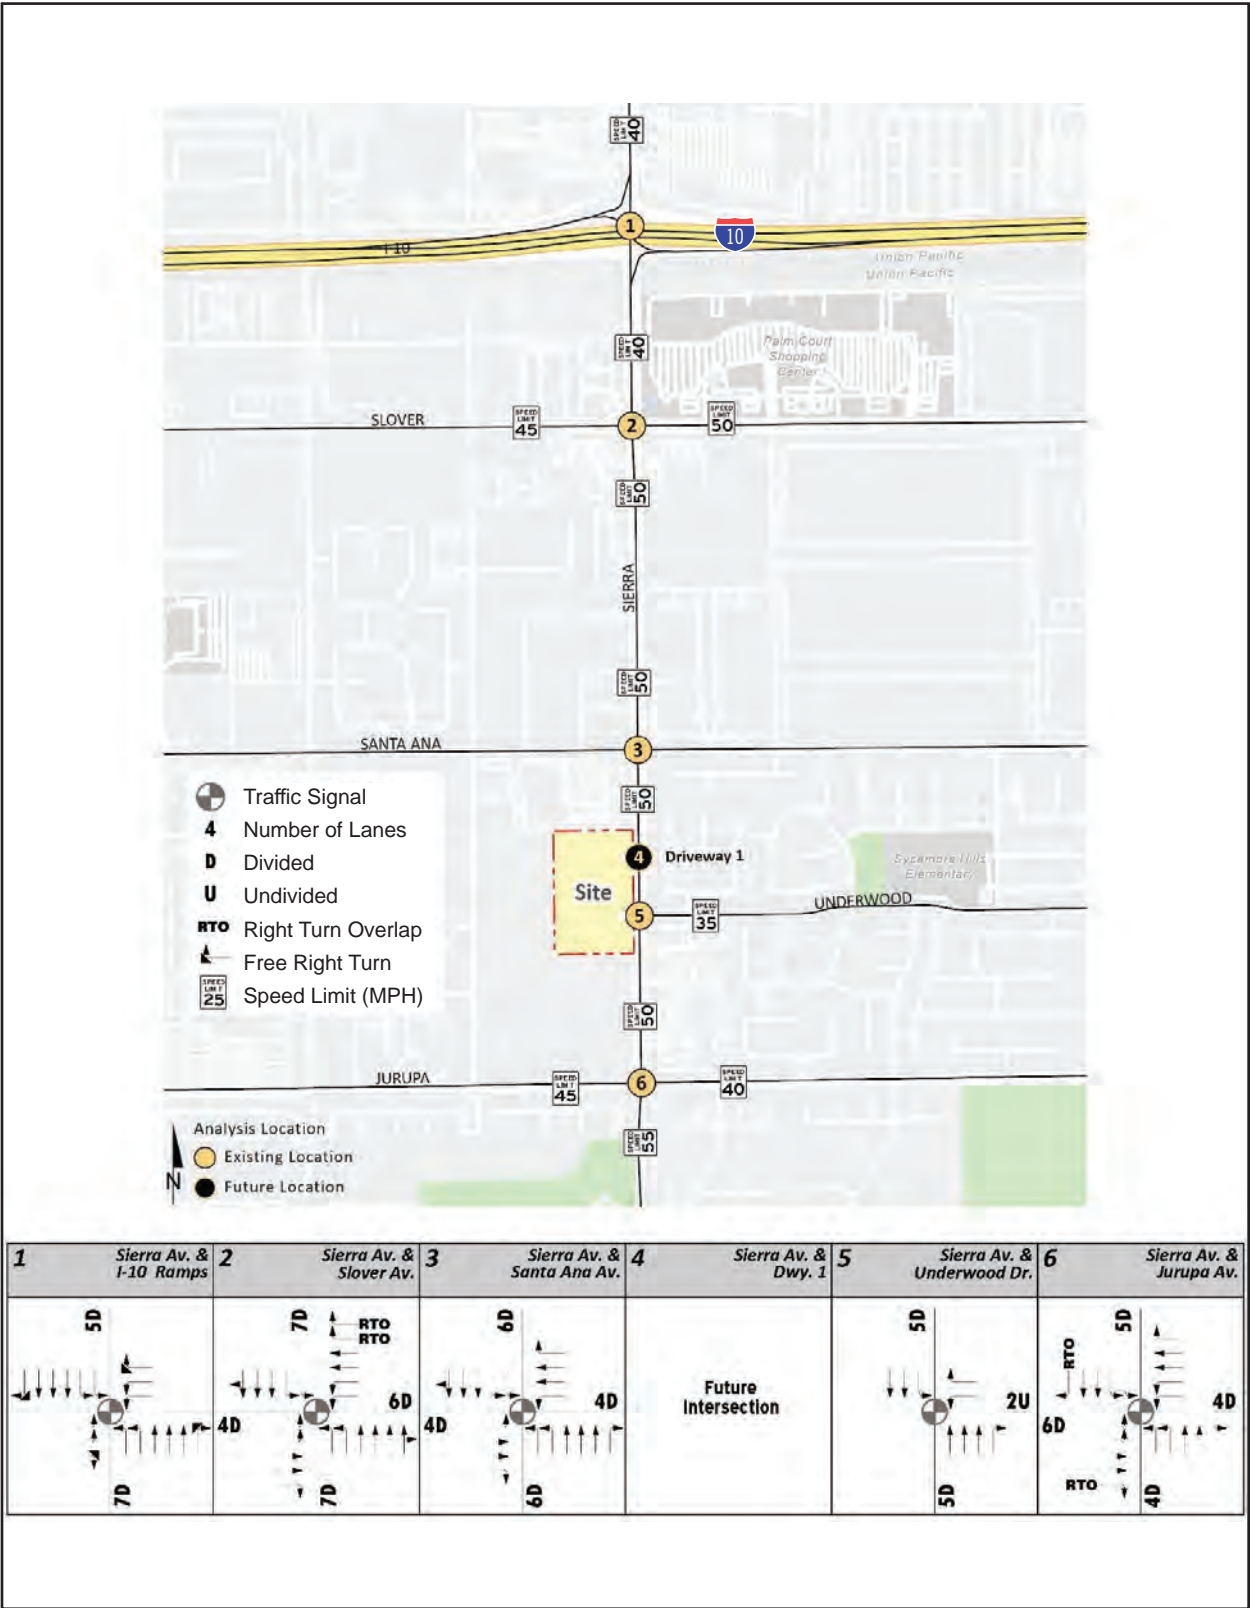 SPEED LIMIT 40
1
I-10
10
Union Pacific
Union Pacific
SPEED LIMIT 40
Palm Court
Shopping
Center
SLOVER
SPEED LIMIT 45
2
SPEED LIMIT 50
SPEED LIMIT 50
SIERRA
SPEED LIMIT 50
SANTA ANA
3
Traffic Signal
4 Number of Lanes
D Divided
U Undivided
RTO Right Turn Overlap
Free Right Turn
SPEED LIMIT 25 Speed Limit (MPH)
SPEED LIMIT 50
4 Driveway 1
Site
Sycamore Hills
Elementary
5
SPEED LIMIT 35
UNDERWOOD
SPEED LIMIT 50
JURUPA
SPEED LIMIT 45
6
SPEED LIMIT 40
SPEED LIMIT 55
Analysis Location
Existing Location
Future Location
N
1 Sierra Av. &
I-10 Ramps
5D
7D
2 Sierra Av. &
Slover Av.
7D
RTO
RTO
6D
4D
7D
3 Sierra Av. &
Santa Ana Av.
6D
4D
4D
6D
4 Sierra Av. &
Dwy. 1
Future
Intersection
5 Sierra Av. &
Underwood Dr.
5D
2U
5D
6 Sierra Av. &
Jurupa Av.
5D
RTO
4D
6D
RTO
4D